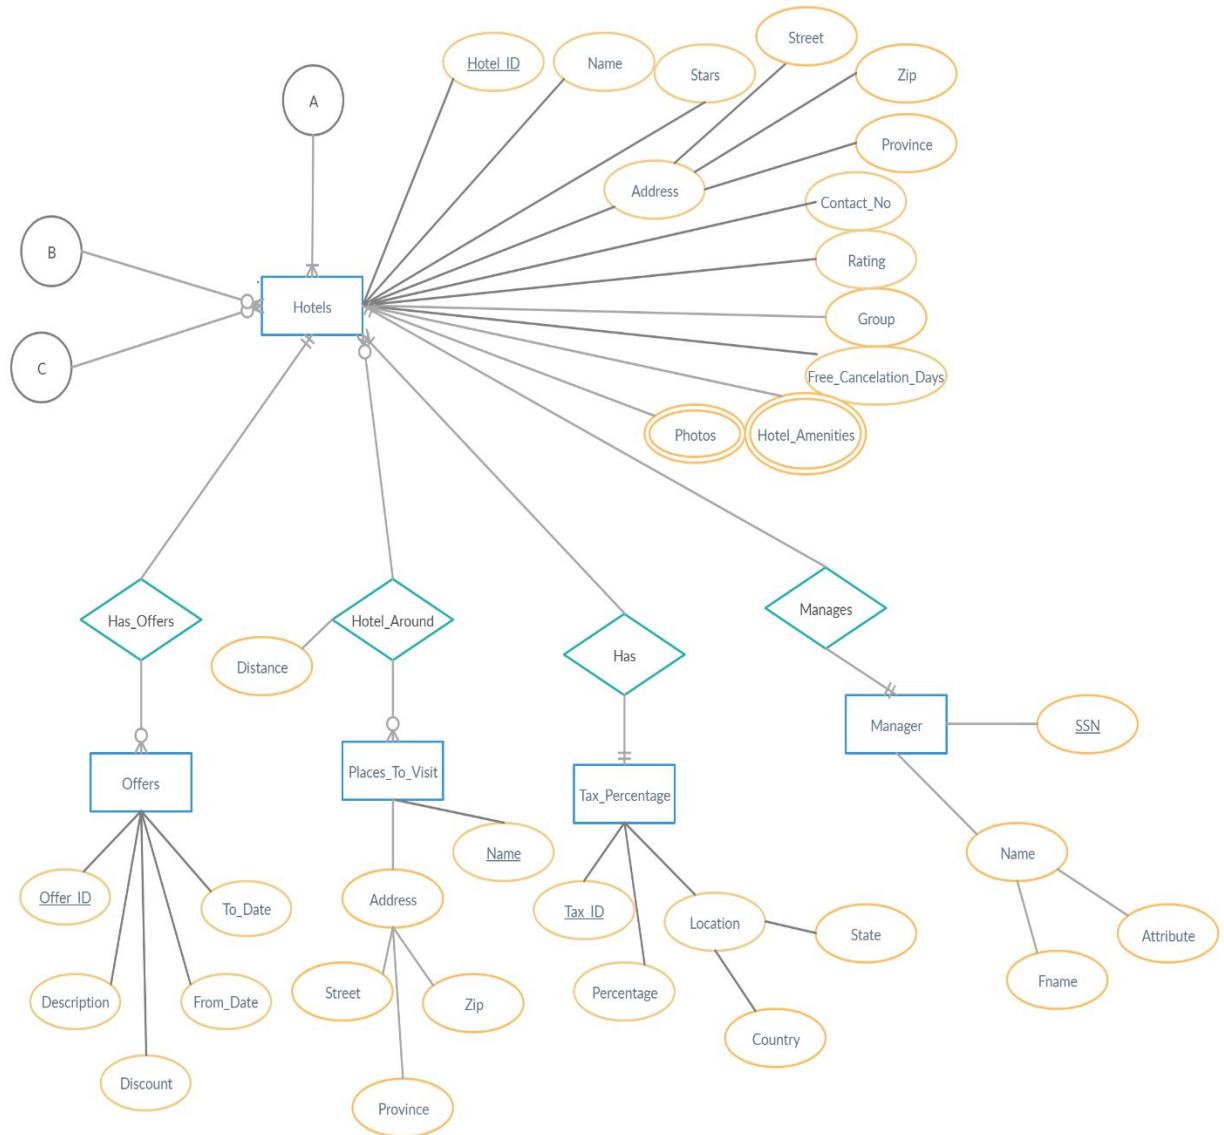 Hotel_ID
Name
Stars
Street
Zip
Province
Address
A
Contact_No
B
Rating
Hotels
Group
C
Free_Cancelation_Days
Photos
Hotel_Amenities
Has_Offers
Hotel_Around
Manages
Distance
Has
Manager
SSN
Offers
Places_To_Visit
Tax_Percentage
Name
Name
Offer_ID
To_Date
Address
Tax_ID
Location
State
Attribute
Description
From_Date
Street
Zip
Percentage
Fname
Country
Discount
Province